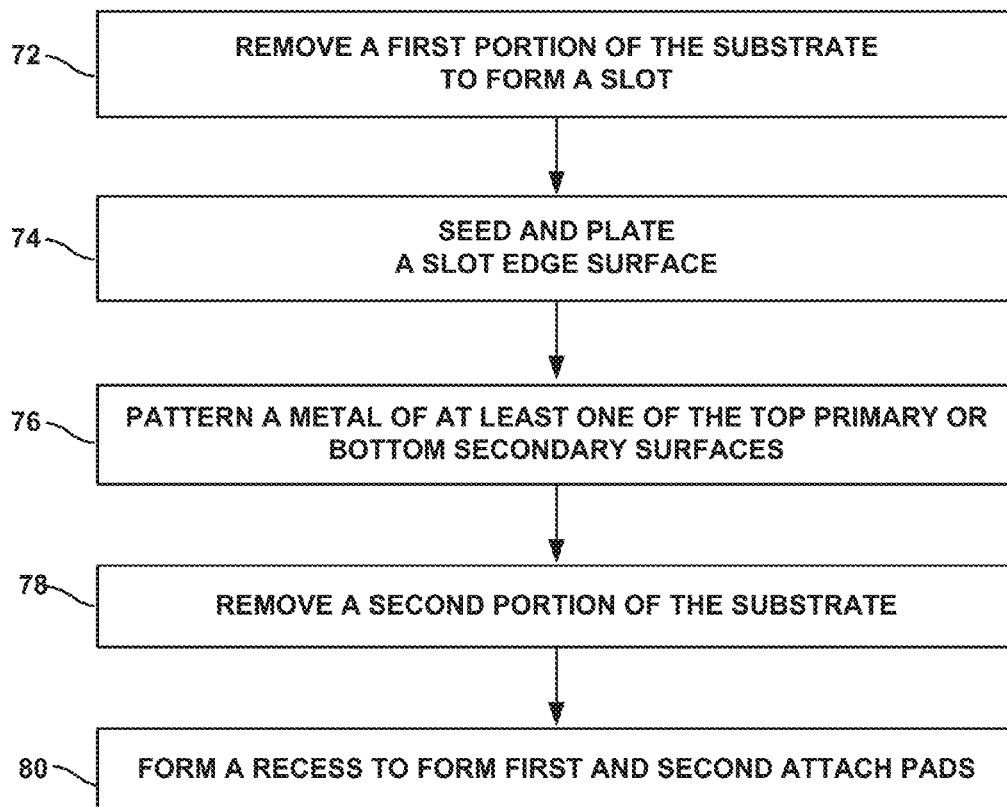 72
REMOVE A FIRST PORTION OF THE SUBSTRATE
TO FORM A SLOT
74
SEED AND PLATE
A SLOT EDGE SURFACE
76
PATTERN A METAL OF AT LEAST ONE OF THE TOP PRIMARY OR
BOTTOM SECONDARY SURFACES
78
REMOVE A SECOND PORTION OF THE SUBSTRATE
80
FORM A RECESS TO FORM FIRST AND SECOND ATTACH PADS